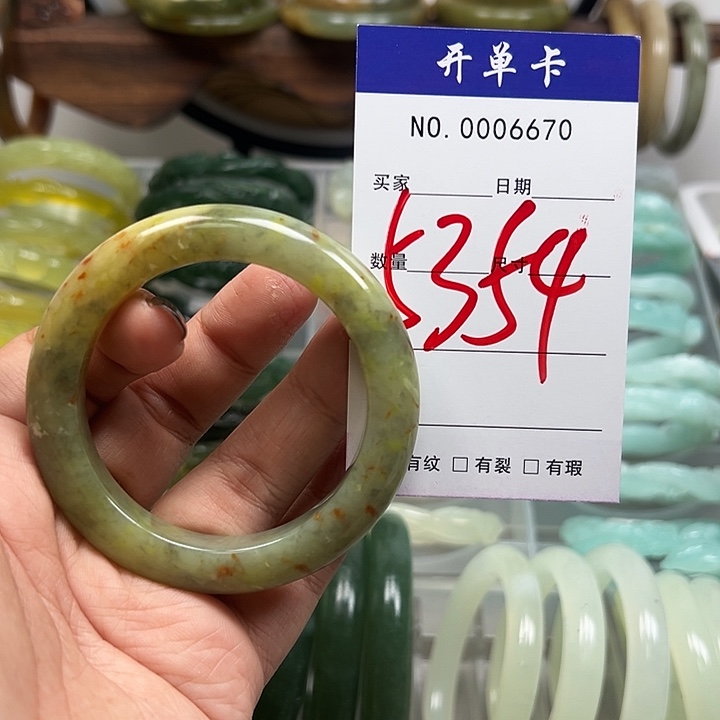 开单卡
NO. 0006670
买家 日期
5354
数量 尺寸
有纹 □有裂 □有瑕